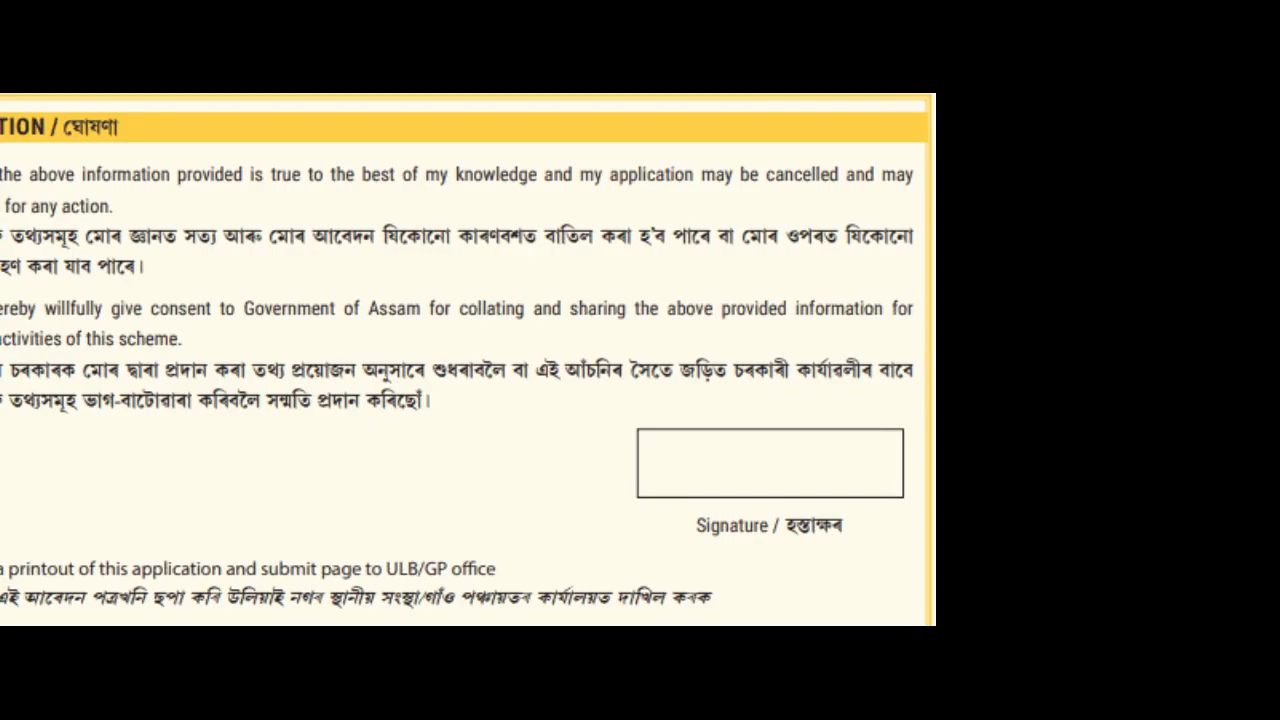 TION / ঘোষণা
the above information provided is true to the best of my knowledge and my application may be cancelled and may
for any action.
তথ্যসমূহ মোৰ জ্ঞানত সত্য আৰু মোৰ আবেদন যিকোনো কাৰণবশত বাতিল কৰা হ'ব পাৰে বা মোৰ ওপৰত যিকোনো
হণ কৰা যাব পাৰে।
ereby willfully give consent to Government of Assam for collating and sharing the above provided information for
activities of this scheme.
চৰকাৰক মোৰ দ্বাৰা প্ৰদান কৰা তথ্য প্ৰয়োজন অনুসাৰে শুধৰাবলৈ বা এই আঁচনিৰ সৈতে জড়িত চৰকাৰী কাৰ্যাৱলীৰ বাবে
তথ্যসমূহ ভাগ-বাটোৱাৰা কৰিবলৈ সন্মতি প্ৰদান কৰিছোঁ।
Signature / হস্তাক্ষৰ
a printout of this application and submit page to ULB/GP office
এই আবেদন পত্ৰখনি ছপা কৰি উলিয়াই নগৰ স্থানীয় সংস্থা/গাঁও পঞ্চায়তৰ কাৰ্যালয়ত দাখিল কৰক